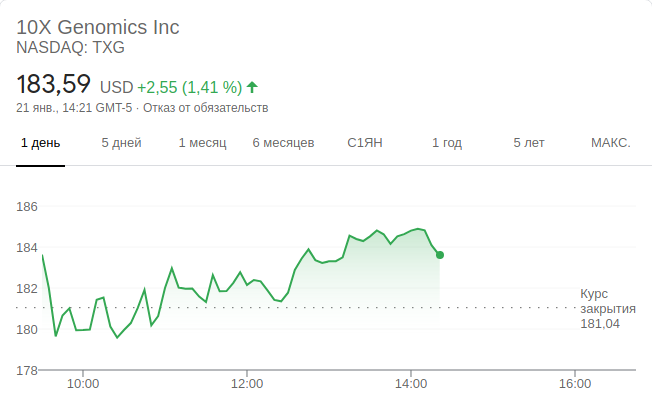 10X Genomics Inc
NASDAQ: TXG
183,59 USD +2,55 (1,41 %)
21 янв., 14:21 GMT-5 · Отказ от обязательств
1 день 5 дней 1 месяц 6 месяцев С1ЯН 1 год 5 лет МАКС.
186
184
182
180
178
Курс
закрытия
181,04
10:00 12:00 14:00 16:00